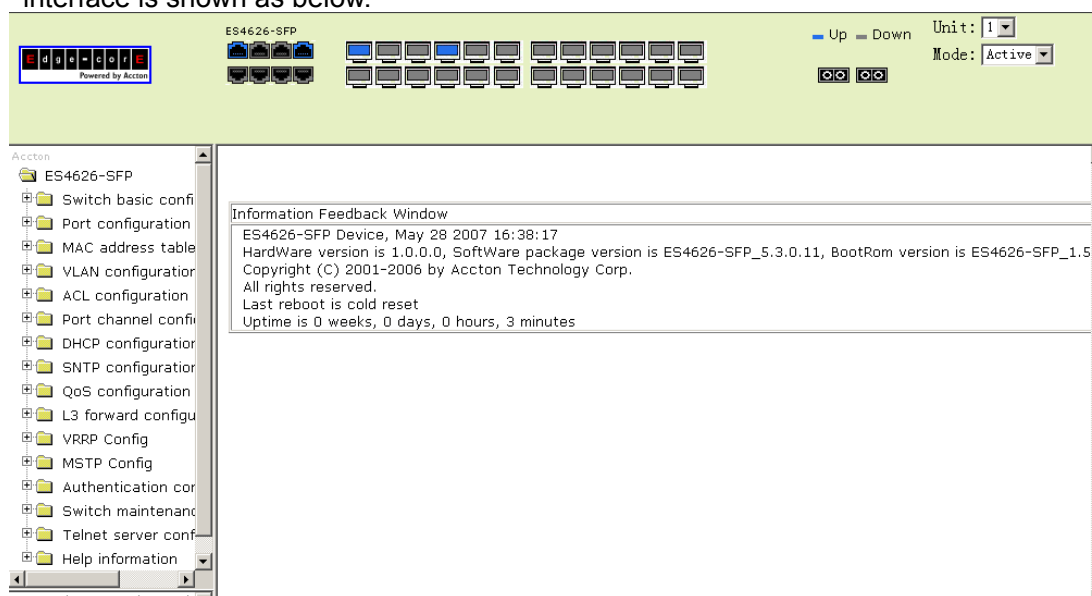 interface is shown as below.
ES4626-SFP
Up Down
Unit: 1
Mode: Active
Edge-corE
Powered by Accton
Accton
ES4626-SFP
Switch basic confi
Port configuration
MAC address table
VLAN configuration
ACL configuration
Port channel confi
DHCP configuration
SNTP configuration
QoS configuration
L3 forward configu
VRRP Config
MSTP Config
Authentication cor
Switch maintenanc
Telnet server conf
Help information
Information Feedback Window
ES4626-SFP Device, May 28 2007 16:38:17
HardWare version is 1.0.0.0, SoftWare package version is ES4626-SFP_5.3.0.11, BootRom version is ES4626-SFP_1.5
Copyright (C) 2001-2006 by Accton Technology Corp.
All rights reserved.
Last reboot is cold reset
Uptime is 0 weeks, 0 days, 0 hours, 3 minutes